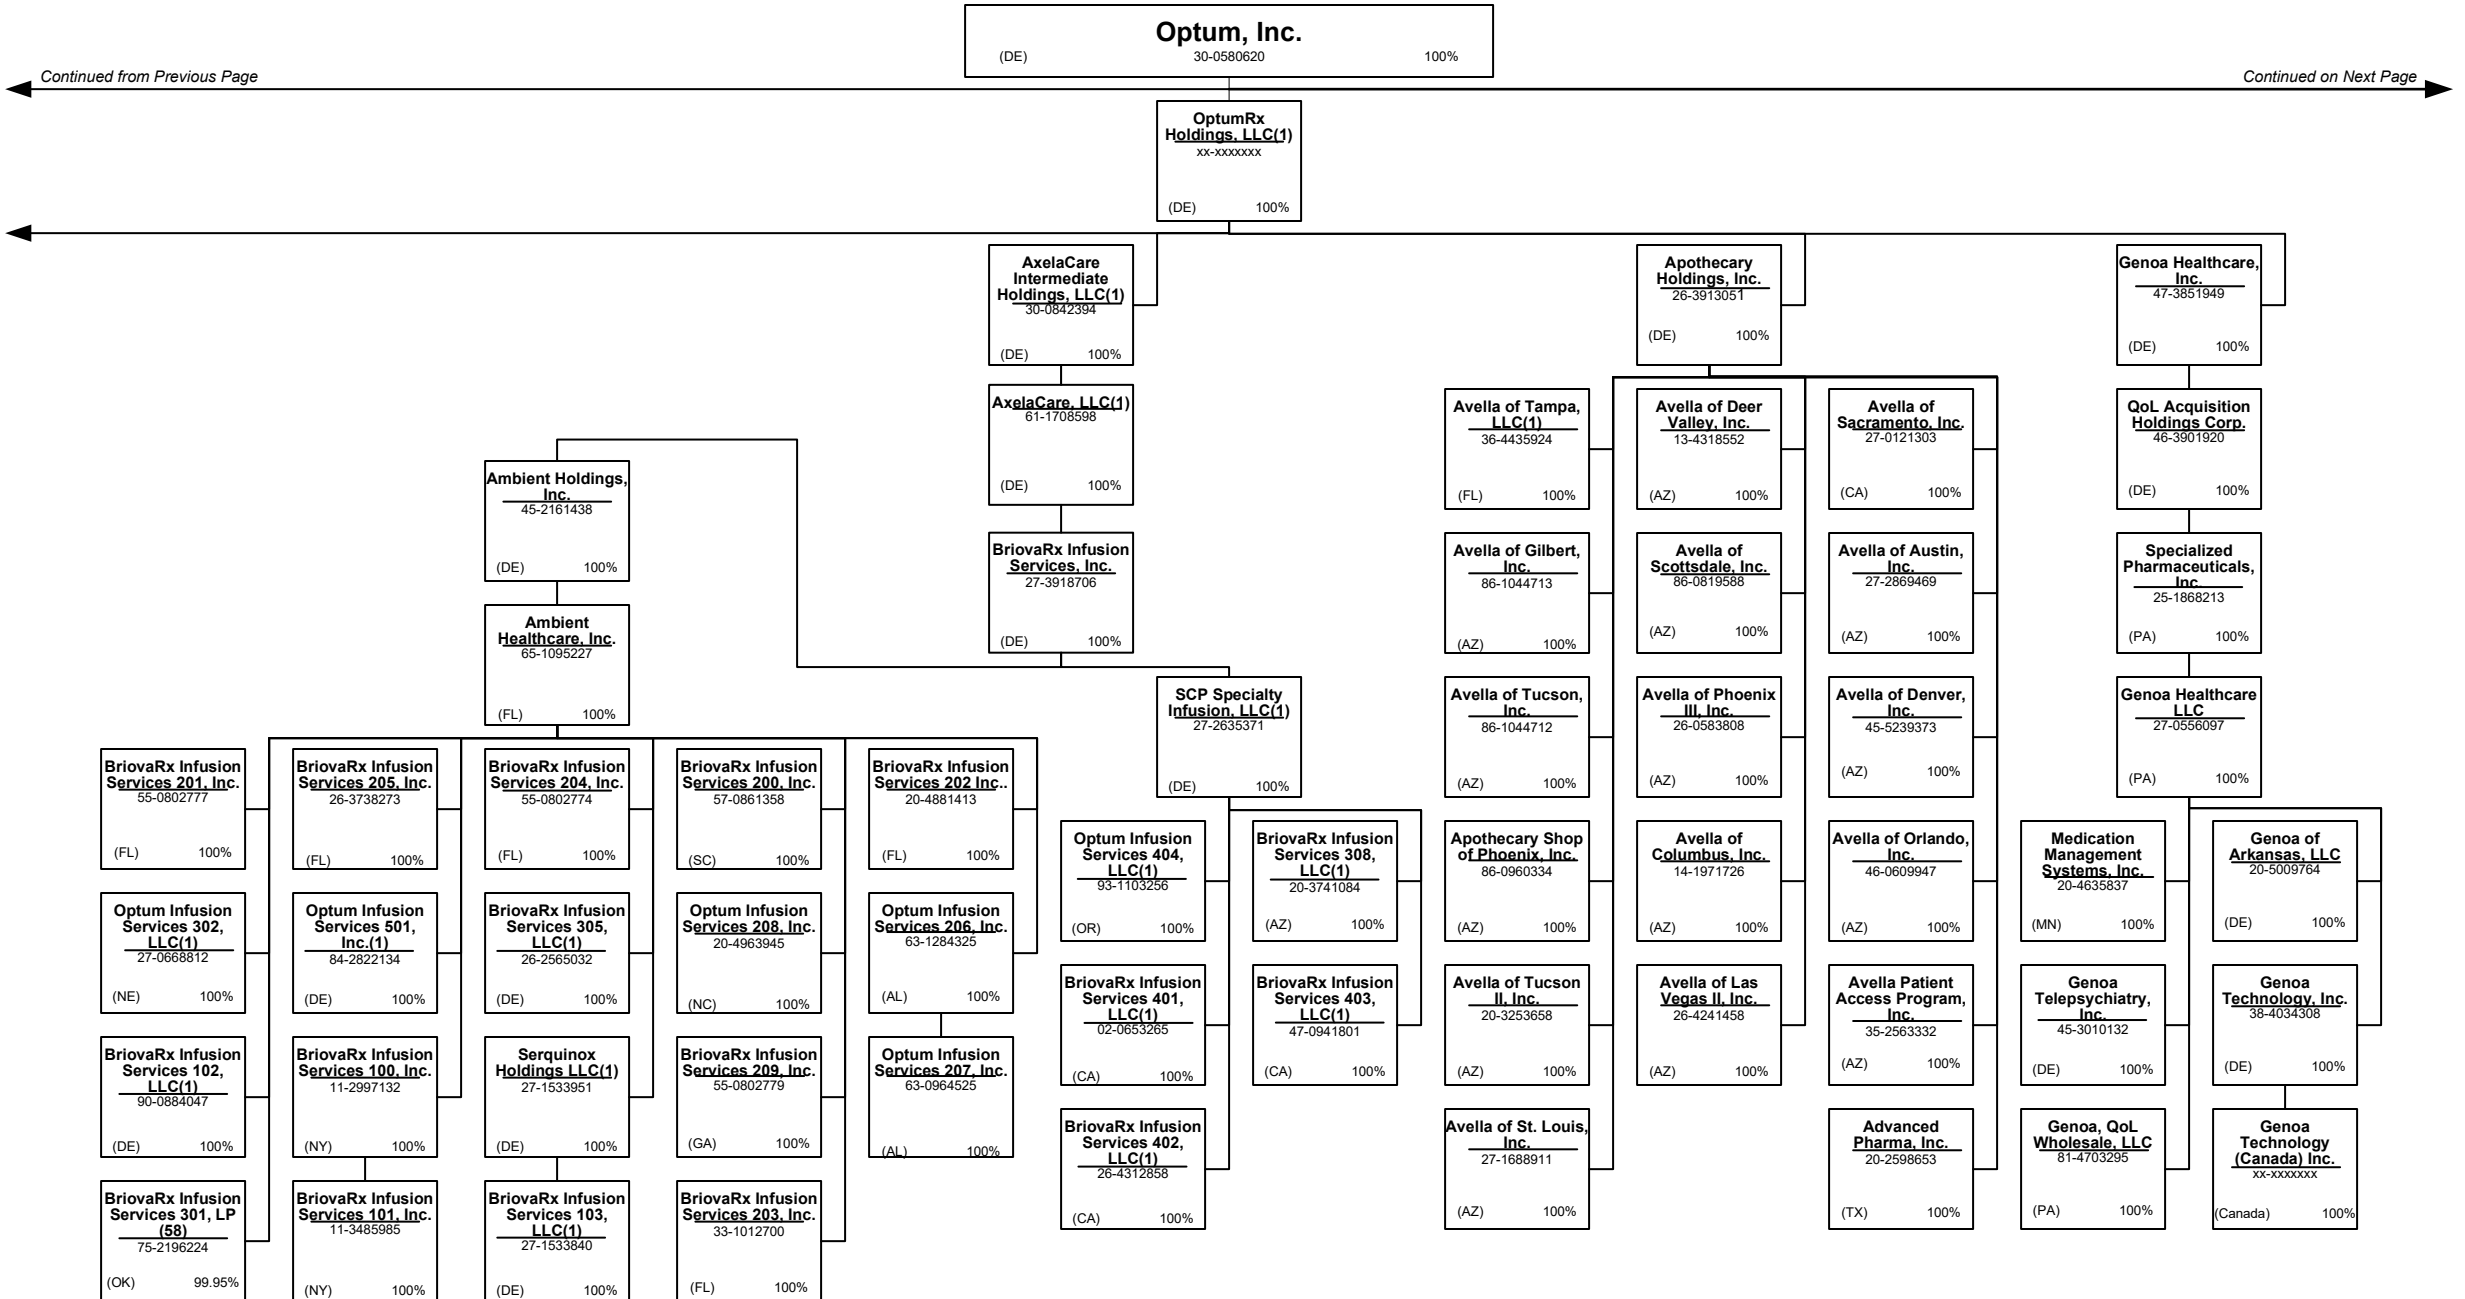 Optum, Inc.
(DE) 30-0580620 100%
Continued from Previous Page
Continued on Next Page
OptumRx
Holdings, LLC(1)
xx-xxxxxxx
(DE) 100%
AxelaCare
Intermediate
Holdings, LLC(1)
30-0842394
(DE) 100%
Apothecary
Holdings, Inc.
26-3913051
(DE) 100%
Genoa Healthcare,
Inc.
47-3851949
(DE) 100%
AxelaCare, LLC(1)
61-1708598
(DE) 100%
Avella of Tampa,
LLC(1)
36-4435924
(FL) 100%
Avella of Deer
Valley, Inc.
13-4318552
(AZ) 100%
Avella of
Sacramento, Inc.
27-0121303
(CA) 100%
QoL Acquisition
Holdings Corp.
46-3901920
(DE) 100%
Ambient Holdings,
Inc.
45-2161438
(DE) 100%
BriovaRx Infusion
Services, Inc.
27-3918706
(DE) 100%
Avella of Gilbert,
Inc.
86-1044713
(AZ) 100%
Avella of
Scottsdale, Inc.
86-0819588
(AZ) 100%
Avella of Austin,
Inc.
27-2869469
(AZ) 100%
Specialized
Pharmaceuticals,
Inc.
25-1868213
(PA) 100%
Ambient
Healthcare, Inc.
65-1095227
(FL) 100%
SCP Specialty
Infusion, LLC(1)
27-2635371
(DE) 100%
Avella of Tucson,
Inc.
86-1044712
(AZ) 100%
Avella of Phoenix
III, Inc.
26-0583808
(AZ) 100%
Avella of Denver,
Inc.
45-5239373
(AZ) 100%
Genoa Healthcare
LLC
27-0556097
(PA) 100%
BriovaRx Infusion
Services 201, Inc.
55-0802777
(FL) 100%
BriovaRx Infusion
Services 205, Inc.
26-3738273
(FL) 100%
BriovaRx Infusion
Services 204, Inc.
55-0802774
(FL) 100%
BriovaRx Infusion
Services 200, Inc.
57-0861358
(SC) 100%
BriovaRx Infusion
Services 202 Inc..
20-4881413
(FL) 100%
Optum Infusion
Services 404,
LLC(1)
93-1103256
(OR) 100%
BriovaRx Infusion
Services 308,
LLC(1)
20-3741084
(AZ) 100%
Apothecary Shop
of Phoenix, Inc.
86-0960334
(AZ) 100%
Avella of
Columbus, Inc.
14-1971726
(AZ) 100%
Avella of Orlando,
Inc.
46-0609947
(AZ) 100%
Medication
Management
Systems, Inc.
20-4635837
(MN) 100%
Genoa of
Arkansas, LLC
20-5009764
(DE) 100%
Optum Infusion
Services 302,
LLC(1)
27-0668812
(NE) 100%
Optum Infusion
Services 501,
Inc.(1)
84-2822134
(DE) 100%
BriovaRx Infusion
Services 305,
LLC(1)
26-2565032
(DE) 100%
Optum Infusion
Services 208, Inc.
20-4963945
(NC) 100%
Optum Infusion
Services 206, Inc.
63-1284325
(AL) 100%
BriovaRx Infusion
Services 401,
LLC(1)
02-0653265
(CA) 100%
BriovaRx Infusion
Services 403,
LLC(1)
47-0941801
(CA) 100%
Avella of Tucson
II, Inc.
20-3253658
(AZ) 100%
Avella of Las
Vegas II, Inc.
26-4241458
(AZ) 100%
Avella Patient
Access Program,
Inc.
35-2563332
(AZ) 100%
Genoa
Telepsychiatry,
Inc.
45-3010132
(DE) 100%
Genoa
Technology, Inc.
38-4034308
(DE) 100%
BriovaRx Infusion
Services 102,
LLC(1)
90-0884047
(DE) 100%
BriovaRx Infusion
Services 100, Inc.
11-2997132
(NY) 100%
Serquinox
Holdings LLC(1)
27-1533951
(DE) 100%
BriovaRx Infusion
Services 209, Inc.
55-0802779
(GA) 100%
Optum Infusion
Services 207, Inc.
63-0964525
(AL) 100%
BriovaRx Infusion
Services 402,
LLC(1)
26-4312858
(CA) 100%
Avella of St. Louis,
Inc.
27-1688911
(AZ) 100%
Advanced
Pharma, Inc.
20-2598653
(TX) 100%
Genoa, QoL
Wholesale, LLC
81-4703295
(PA) 100%
Genoa
Technology
(Canada) Inc.
xx-xxxxxxx
(Canada) 100%
BriovaRx Infusion
Services 301, LP
(58)
75-2196224
(OK) 99.95%
BriovaRx Infusion
Services 101, Inc.
11-3485985
(NY) 100%
BriovaRx Infusion
Services 103,
LLC(1)
27-1533840
(DE) 100%
BriovaRx Infusion
Services 203, Inc.
33-1012700
(FL) 100%